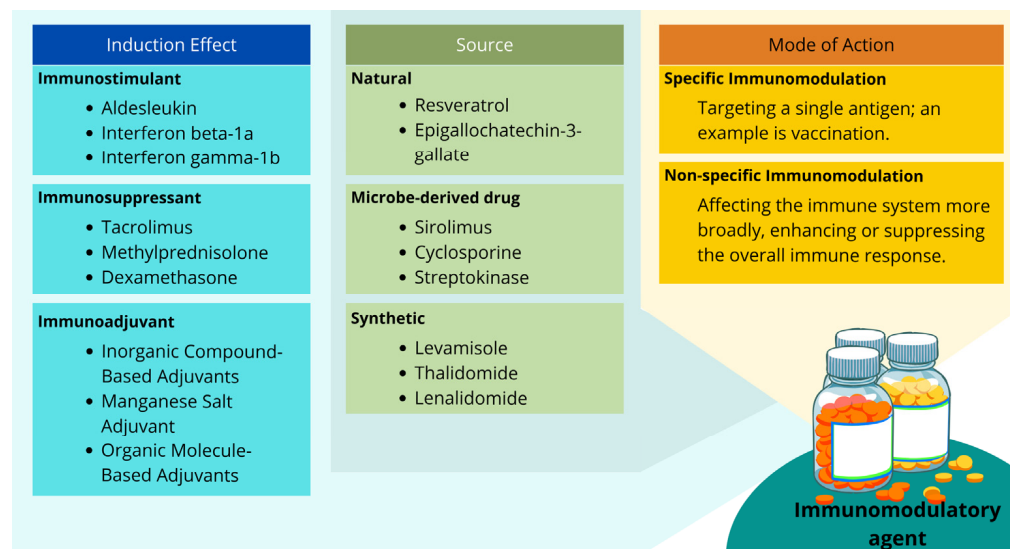 Induction Effect
Immunostimulant
• Aldesleukin
• Interferon beta-1a
• Interferon gamma-1b
Immunosuppressant
• Tacrolimus
• Methylprednisolone
• Dexamethasone
Immunoadjuvant
• Inorganic Compound-
Based Adjuvants
• Manganese Salt
Adjuvant
• Organic Molecule-
Based Adjuvants
Source
Natural
• Resveratrol
• Epigallochatechin-3-
gallate
Microbe-derived drug
• Sirolimus
• Cyclosporine
• Streptokinase
Synthetic
• Levamisole
• Thalidomide
• Lenalidomide
Mode of Action
Specific Immunomodulation
Targeting a single antigen; an
example is vaccination.
Non-specific Immunomodulation
Affecting the immune system more
broadly, enhancing or suppressing
the overall immune response.
Immunomodulatory
agent